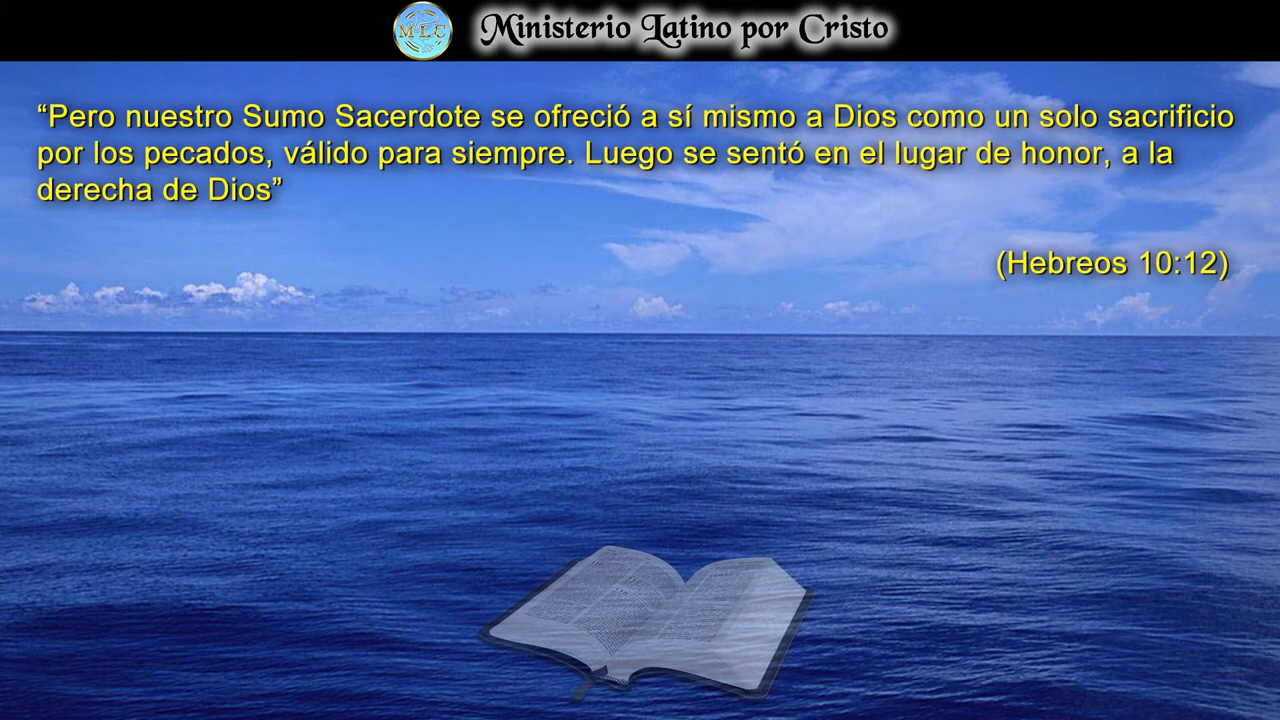 MLC
Ministerio Latino por Cristo
“Pero nuestro Sumo Sacerdote se ofreció a sí mismo a Dios como un solo sacrificio
por los pecados, válido para siempre. Luego se sentó en el lugar de honor, a la
derecha de Dios”
(Hebreos 10:12)